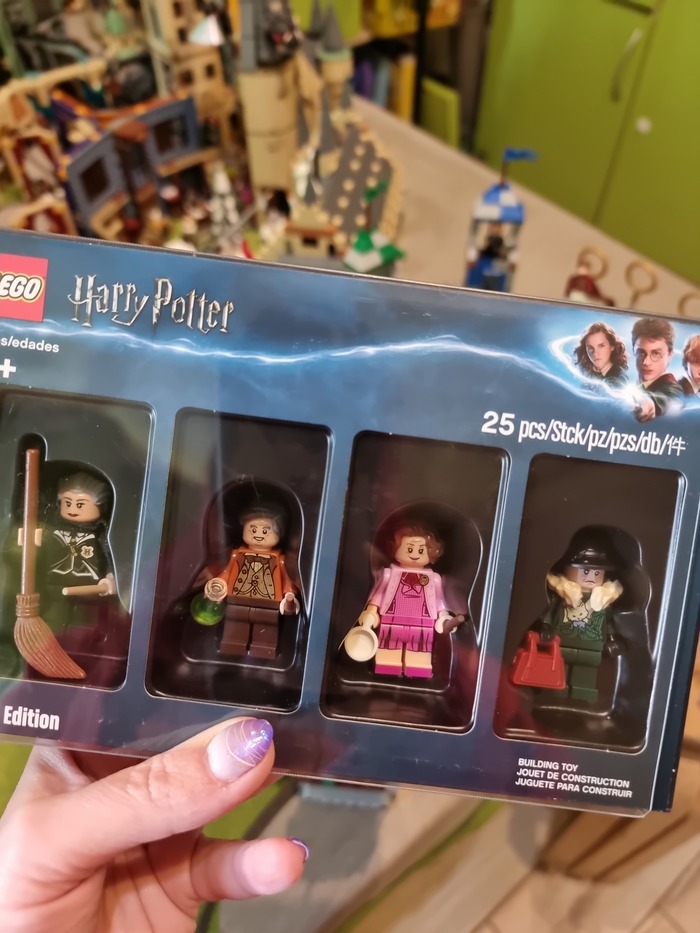 LEGO
Harry Potter
s/edades
+
25 pcs/Stck/pz/pzs/db/件
Edition
BUILDING TOY
JOUET DE CONSTRUCTION
JUGUETE PARA CONSTRUIR